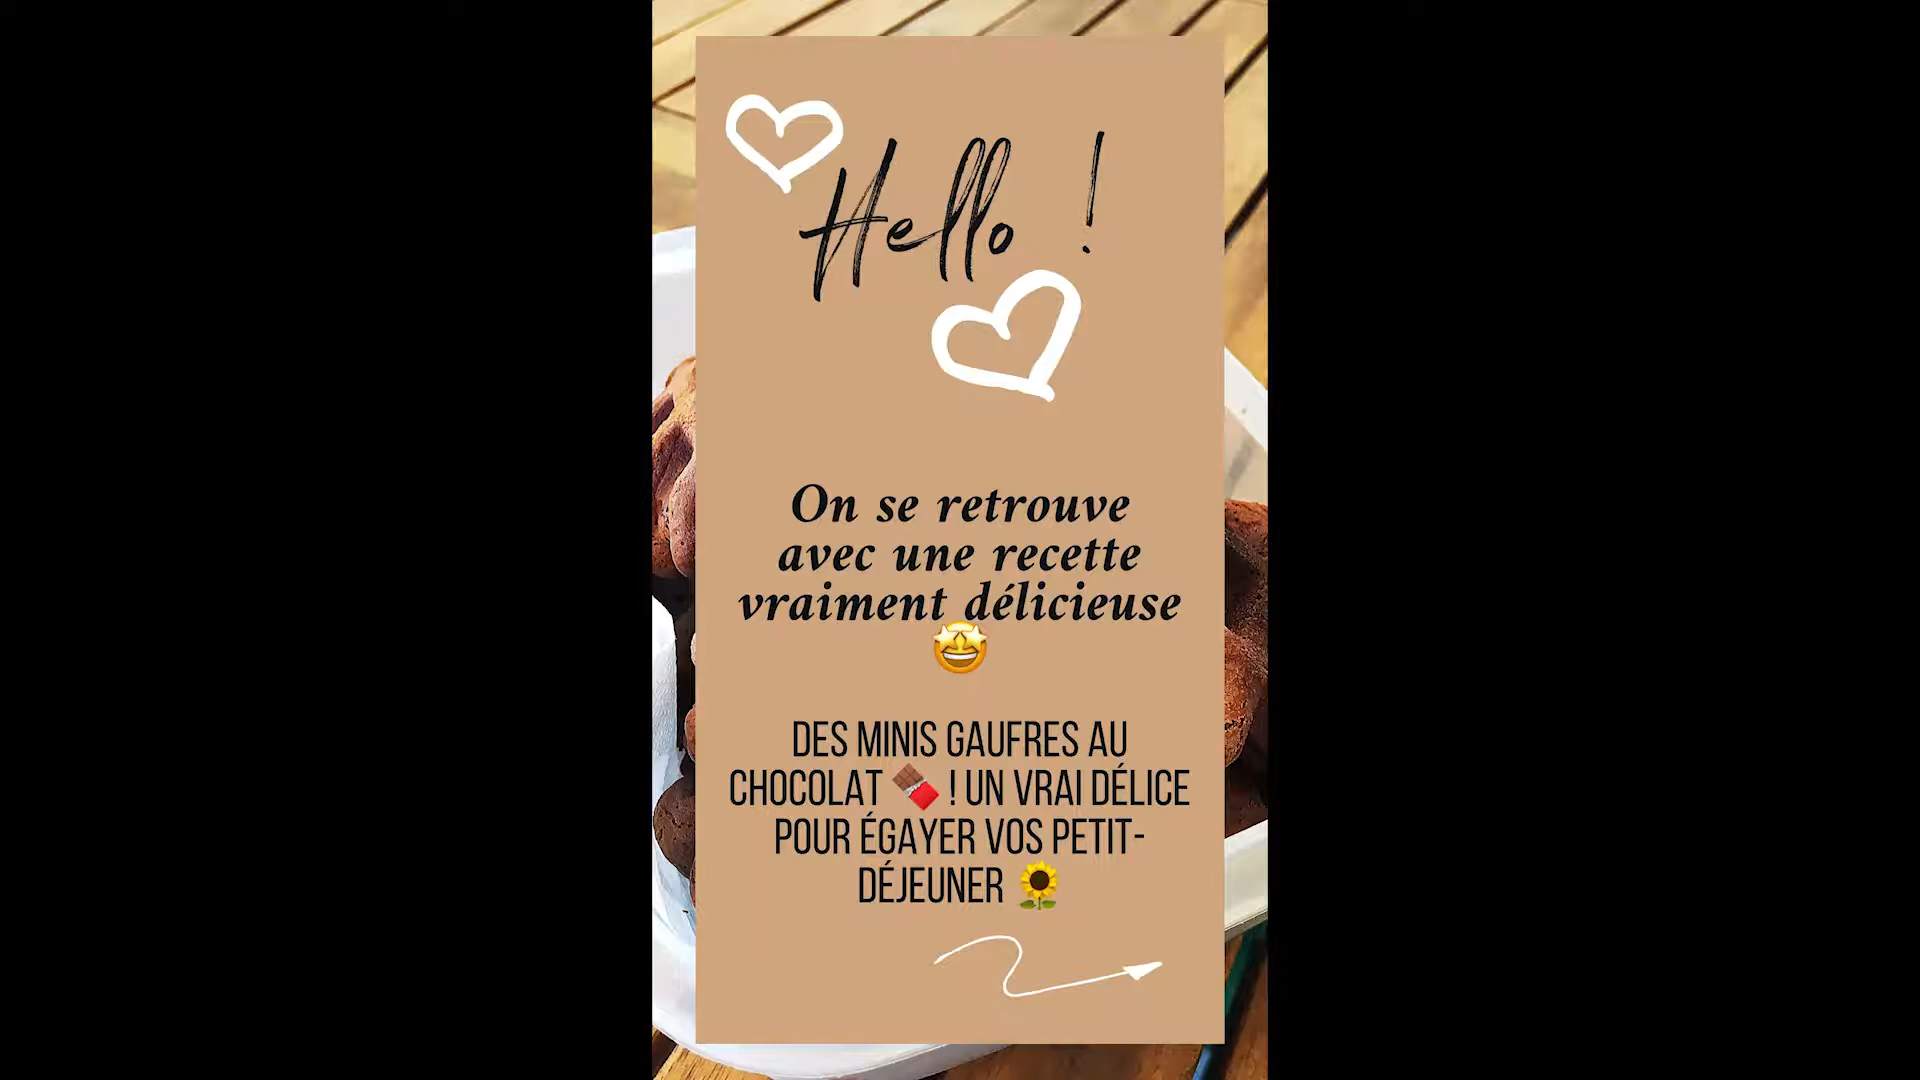 Hello !
On se retrouve
avec une recette
vraiment délicieuse
🤩
DES MINIS GAUFRES AU
CHOCOLAT 🍫 ! UN VRAI DÉLICE
POUR ÉGAYER VOS PETIT-
DÉJEUNER 🌻